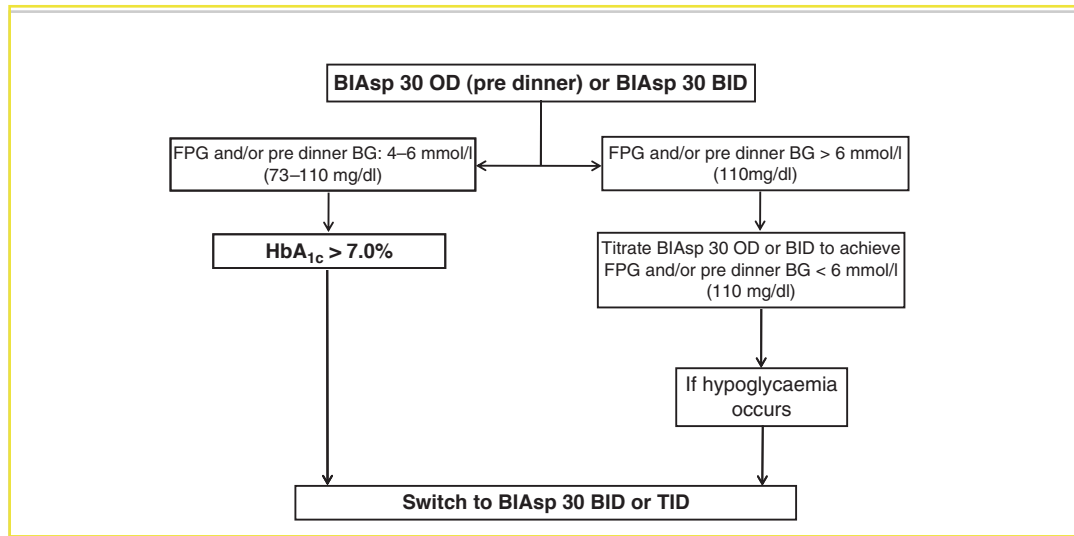 BIAsp 30 OD (pre dinner) or BIAsp 30 BID
FPG and/or pre dinner BG: 4–6 mmol/l
(73–110 mg/dl)
FPG and/or pre dinner BG > 6 mmol/l
(110mg/dl)
HbA1c > 7.0%
Titrate BIAsp 30 OD or BID to achieve
FPG and/or pre dinner BG < 6 mmol/l
(110 mg/dl)
If hypoglycaemia
occurs
Switch to BIAsp 30 BID or TID